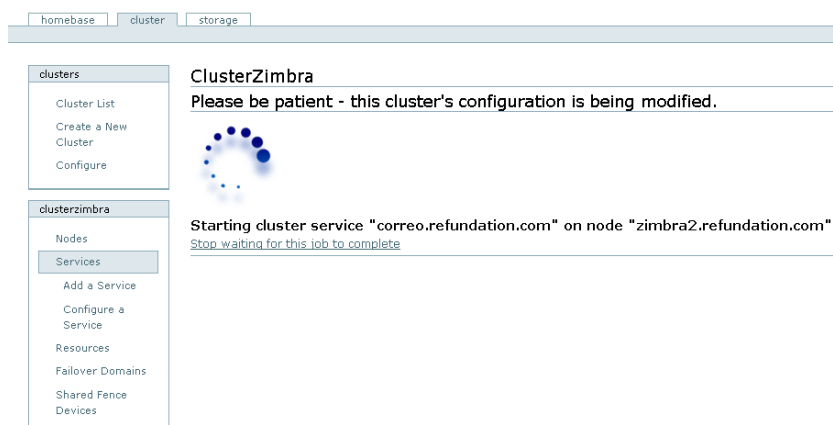 homebase cluster storage
clusters
Cluster List
Create a New
Cluster
Configure
clusterzimbra
Nodes
Services
Add a Service
Configure a
Service
Resources
Failover Domains
Shared Fence
Devices
ClusterZimbra
Please be patient - this cluster's configuration is being modified.
Starting cluster service "correo.refundation.com" on node "zimbra2.refundation.com"
Stop waiting for this job to complete